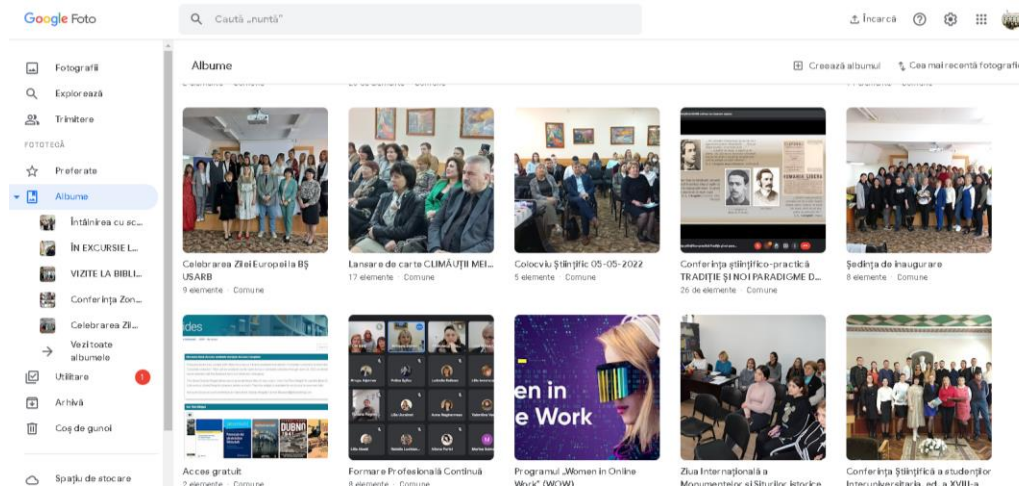 Google Foto
Caută „nuntă”
Încarcă
Fotografii
Explorează
Trimitere
FOTOTECĂ
Preferate
Albume
Întâlnirea cu sc...
ÎN EXCURSIE L...
VIZITE LA BIBLI...
Conferința Zon...
Celebrarea Zil...
Vezi toate
albumele
Utilitare
1
Arhivă
Coș de gunoi
Spațiu de stocare
Albume
Creează albumul
Cea mai recentă fotografie
Celebrarea Zilei Europei la BȘ
USARB
9 elemente · Comune
Lansare de carte CLIMĂUȚII MEI...
17 elemente · Comune
Colocviu Științific 05-05-2022
5 elemente · Comune
ROMANIA LIBERA
Conferința științifico-practică
TRADIȚIE ȘI NOI PARADIGME D...
26 de elemente · Comune
Ședința de inaugurare
8 elemente · Comune
udes
DUBNO
Acces gratuit
2 elemente · Comune
Formare Profesională Continuă
8 elemente · Comune
en in
e Work
Programul „Women in Online
Work” (WOW)
Ziua Internațională a
Monumentelor și Siturilor istorice
Conferința Științifică a studenților
Interuniversitaria, ed. a XVIII-a